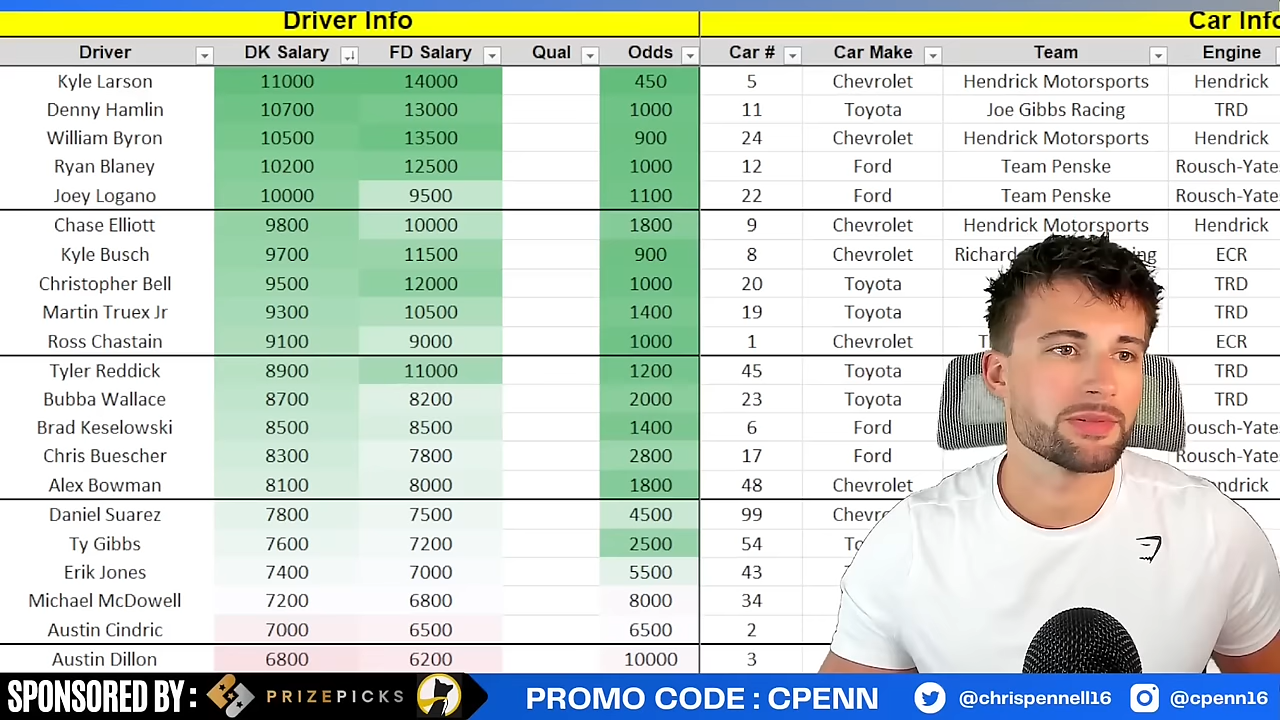 Driver Info Car Info
Driver DK Salary FD Salary Qual Odds Car # Car Make Team Engine
Kyle Larson 11000 14000 450 5 Chevrolet Hendrick Motorsports Hendrick
Denny Hamlin 10700 13000 1000 11 Toyota Joe Gibbs Racing TRD
William Byron 10500 13500 900 24 Chevrolet Hendrick Motorsports Hendrick
Ryan Blaney 10200 12500 1000 12 Ford Team Penske Rousch-Yate
Joey Logano 10000 9500 1100 22 Ford Team Penske Rousch-Yate
Chase Elliott 9800 10000 1800 9 Chevrolet Hendrick Motorsports Hendrick
Kyle Busch 9700 11500 900 8 Chevrolet Richard ng ECR
Christopher Bell 9500 12000 1000 20 Toyota TRD
Martin Truex Jr 9300 10500 1400 19 Toyota TRD
Ross Chastain 9100 9000 1000 1 Chevrolet T ECR
Tyler Reddick 8900 11000 1200 45 Toyota TRD
Bubba Wallace 8700 8200 2000 23 Toyota TRD
Brad Keselowski 8500 8500 1400 6 Ford ousch-Yate
Chris Buescher 8300 7800 2800 17 Ford Rousch-Yate
Alex Bowman 8100 8000 1800 48 Chevrolet ndrick
Daniel Suarez 7800 7500 4500 99 Chevr
Ty Gibbs 7600 7200 2500 54 To
Erik Jones 7400 7000 5500 43
Michael McDowell 7200 6800 8000 34
Austin Cindric 7000 6500 6500 2
Austin Dillon 6800 6200 10000 3
SPONSORED BY : PRIZEPICKS PROMO CODE : CPENN @chrispennell16 @cpenn16